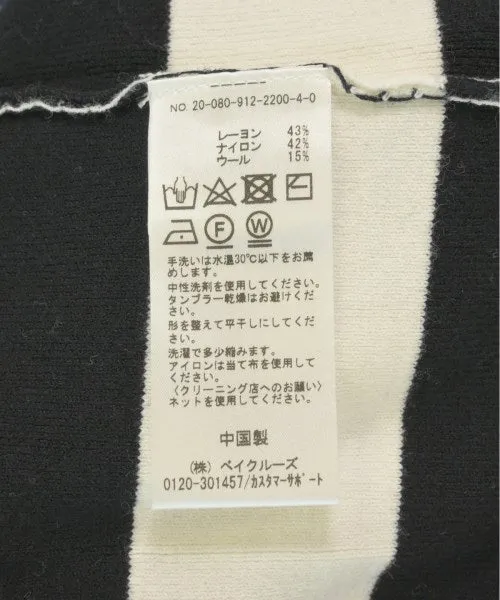 NO. 20-080-912-2200-4-0
レーヨン 43%
ナイロン 42%
ウール 15%
F W
手洗いは水温30℃以下をお薦
めします。
中性洗剤を使用してください。
タンブラー乾燥はお避けくだ
さい。
形を整えて平干しにしてくだ
さい。
洗濯で多少縮みます。
アイロンは当て布を使用して
ください。
〈クリーニング店へのお願い〉
ネットを使用してください。
中国製
(株) ベイクルーズ
0120-301457/カスタマーサポート